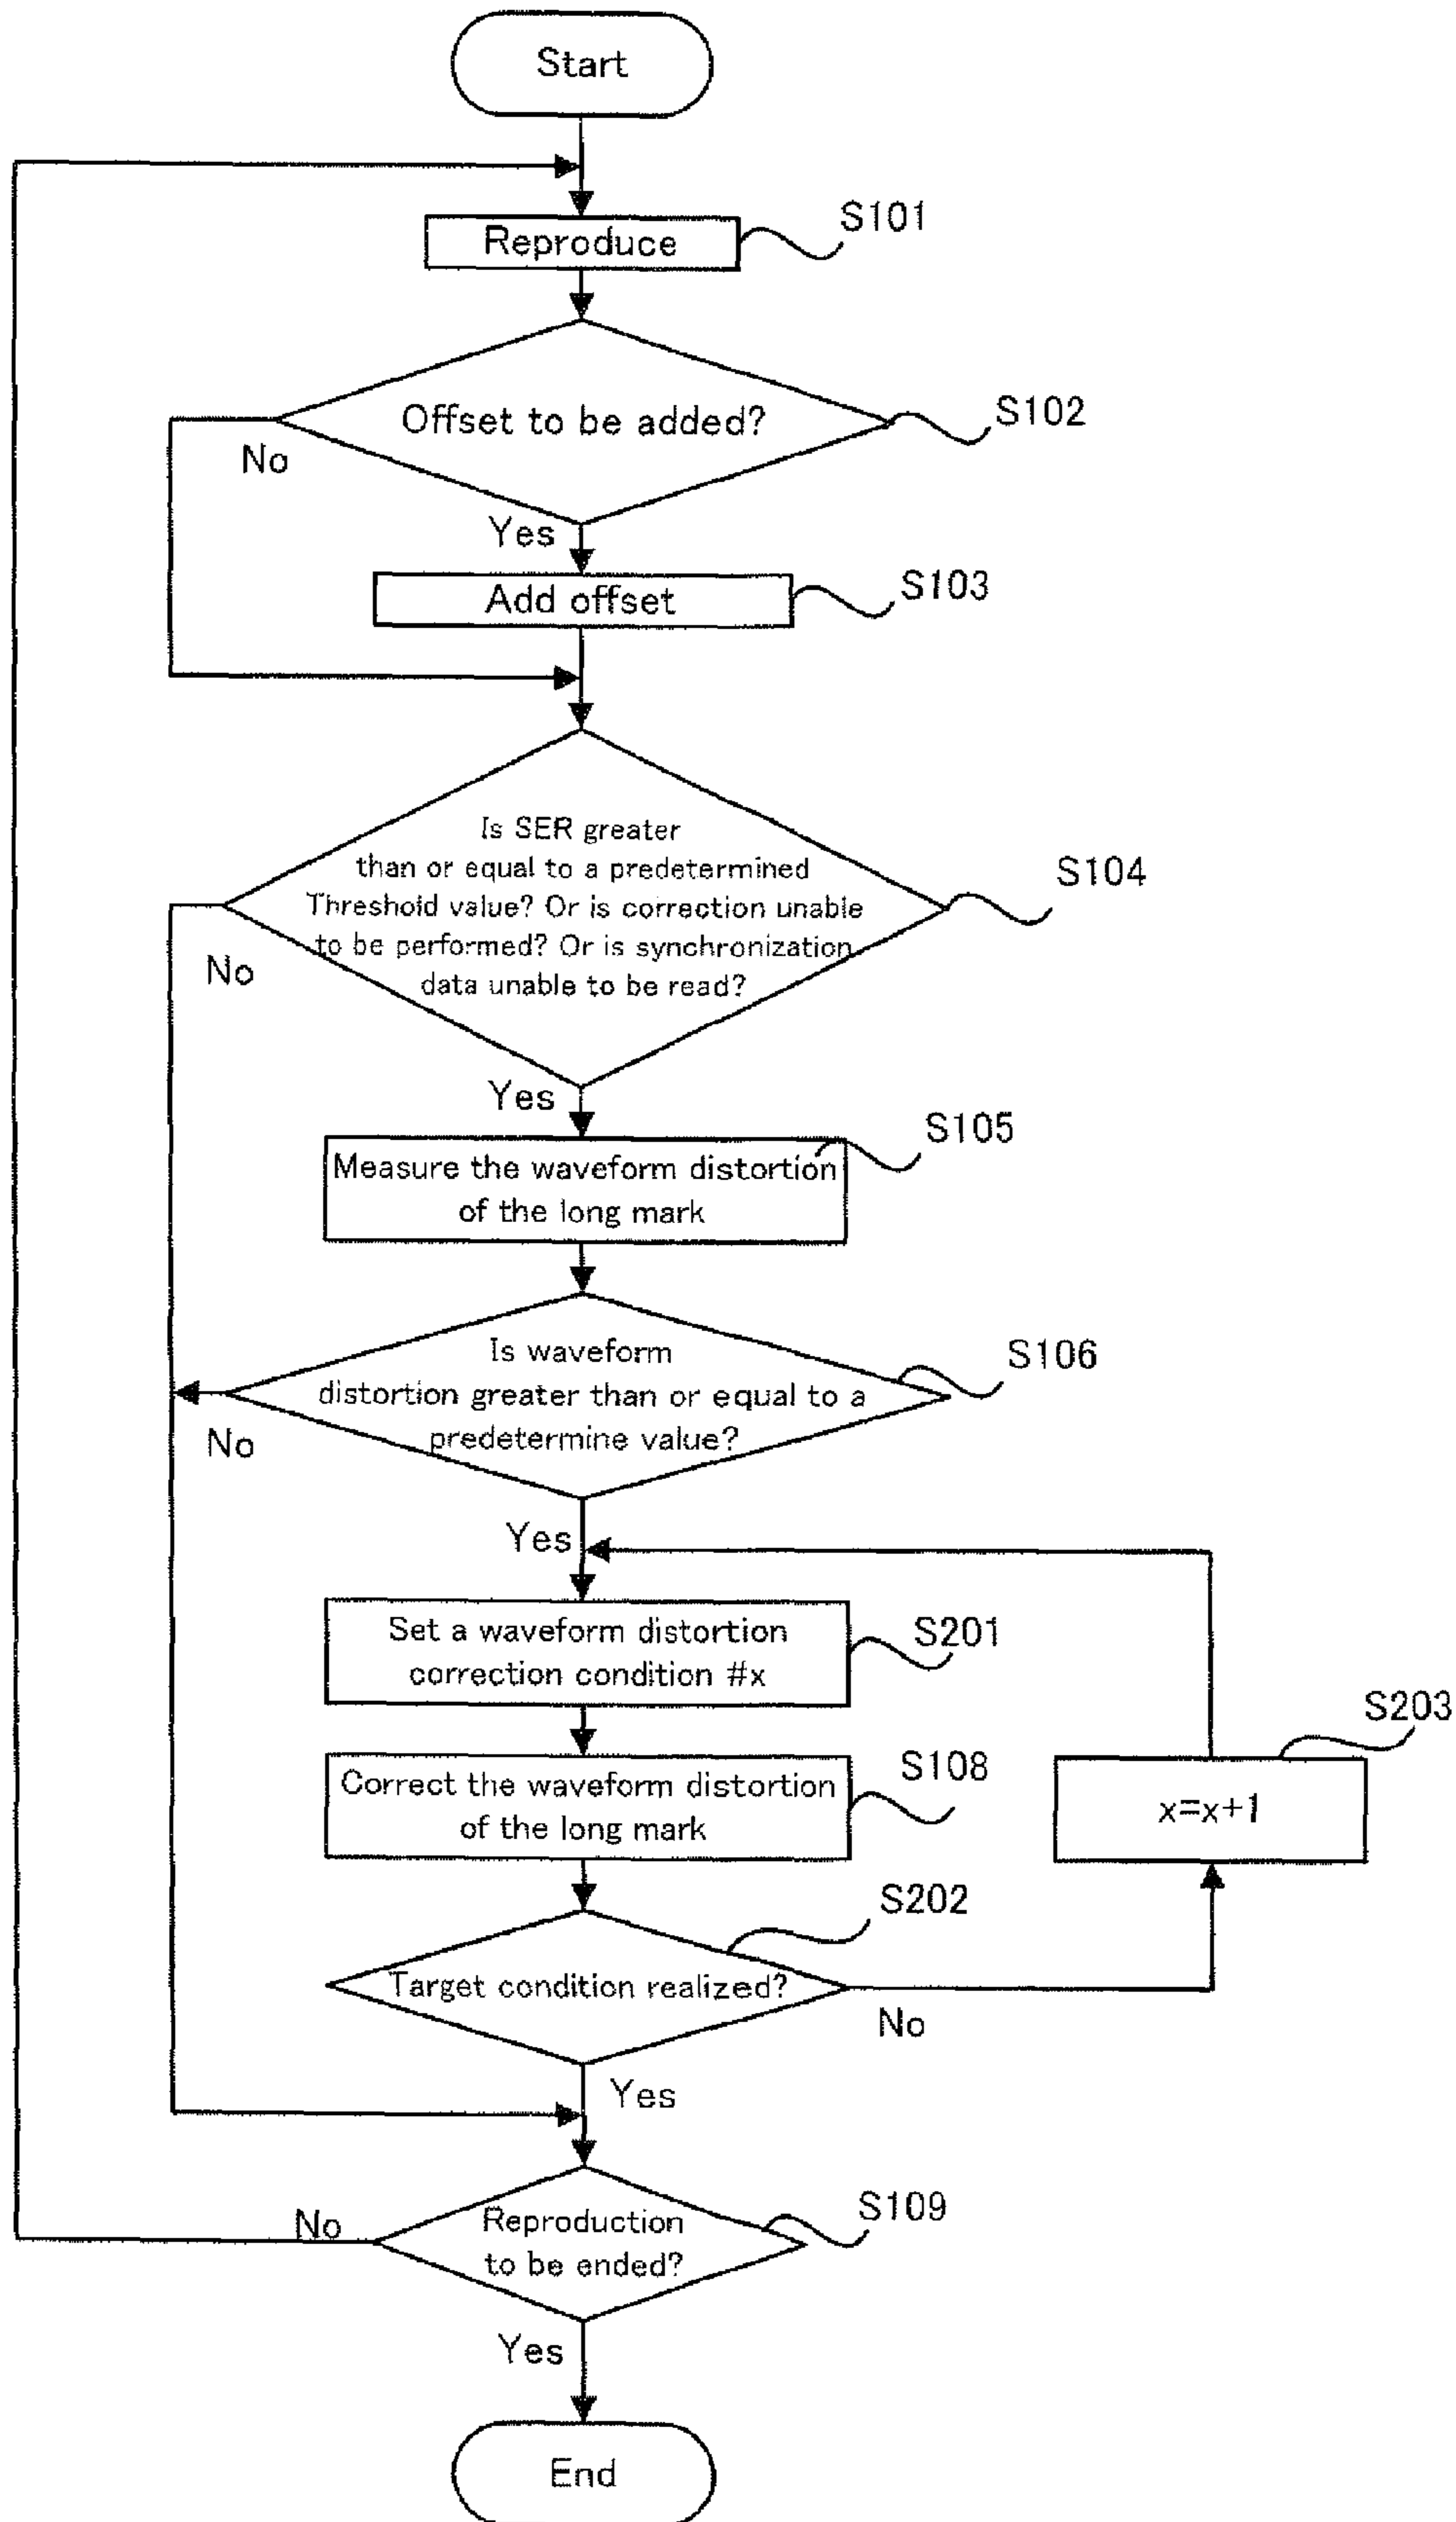 Start
Reproduce
S101
Offset to be added?
S102
No
Yes
Add offset
S103
Is SER greater
than or equal to a predetermined
Threshold value? Or is correction unable
to be performed? Or is synchronization
data unable to be read?
S104
No
Yes
Measure the waveform distortion
of the long mark
S105
Is waveform
distortion greater than or equal to a
predetermine value?
S106
No
Yes
Set a waveform distortion
correction condition #x
S201
Correct the waveform distortion
of the long mark
S108
x=x+1
S203
Target condition realized?
S202
No
Yes
Reproduction
to be ended?
S109
No
Yes
End